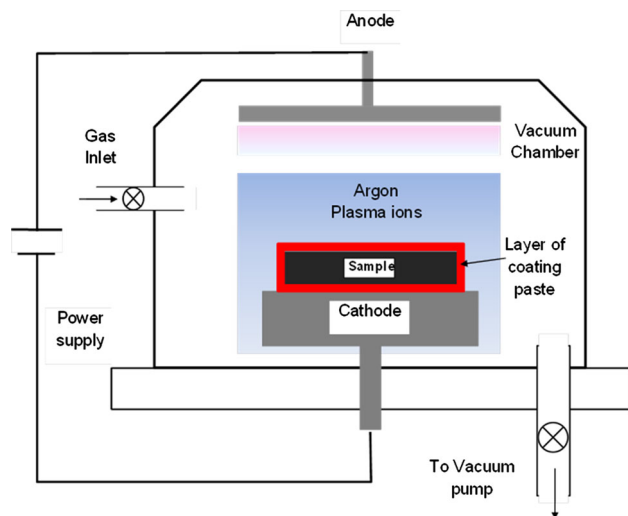 Anode
Gas
Inlet
Vacuum
Chamber
Argon
Plasma ions
Layer of
coating
paste
Sample
Cathode
Power
supply
To Vacuum
pump